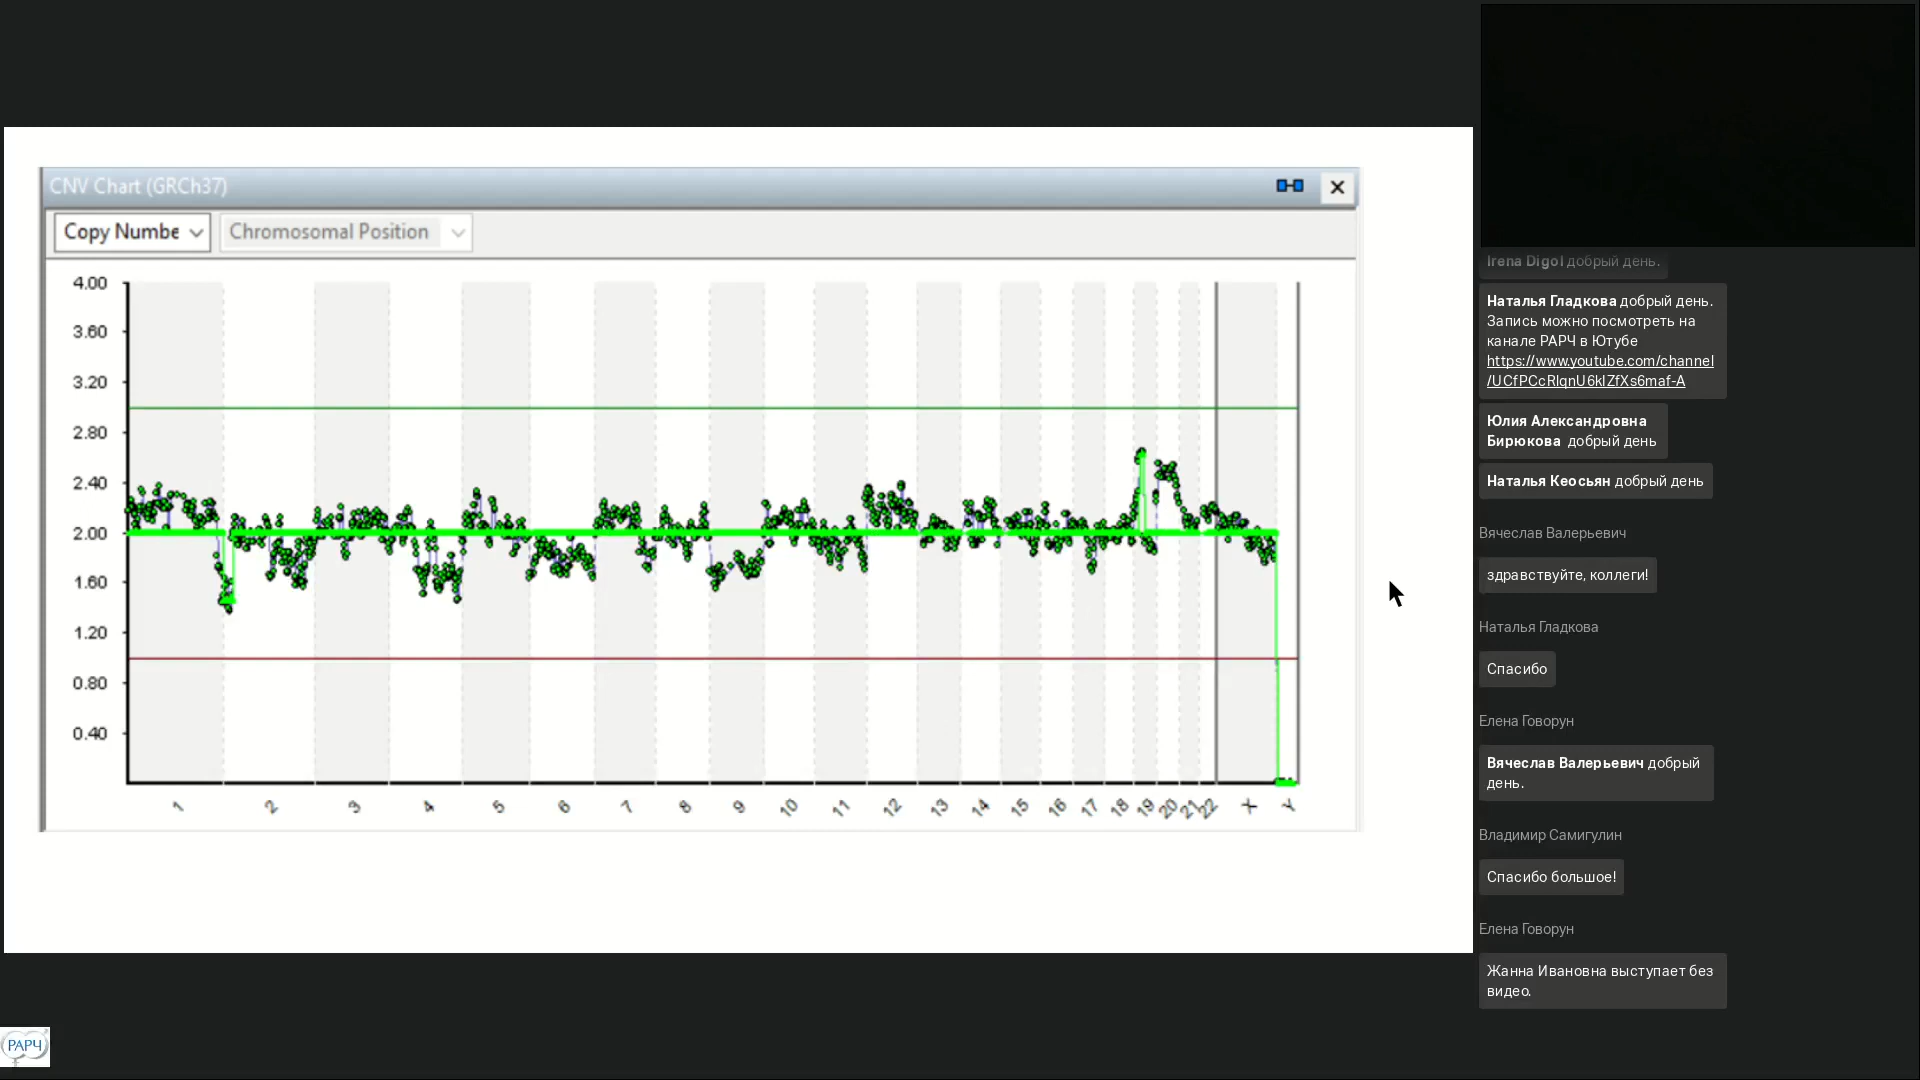 CNV Chart (GRCh37)
Copy Numbe
Chromosomal Position
4.00
3.60
3.20
2.80
2.40
2.00
1.60
1.20
0.80
0.40
1 2 3 4 5 6 7 8 9 10 11 12 13 14 15 16 17 18 19 20 21 22 X Y
РАРЧ
Irena Digol добрый день.
Наталья Гладкова добрый день.
Запись можно посмотреть на
канале РАРЧ в Ютубе
https://www.youtube.com/channel
/UCfPCcRIqnU6kIZfXs6maf-A
Юлия Александровна
Бирюкова добрый день
Наталья Кеосьян добрый день
Вячеслав Валерьевич
здравствуйте, коллеги!
Наталья Гладкова
Спасибо
Елена Говорун
Вячеслав Валерьевич добрый
день.
Владимир Самигулин
Спасибо большое!
Елена Говорун
Жанна Ивановна выступает без
видео.